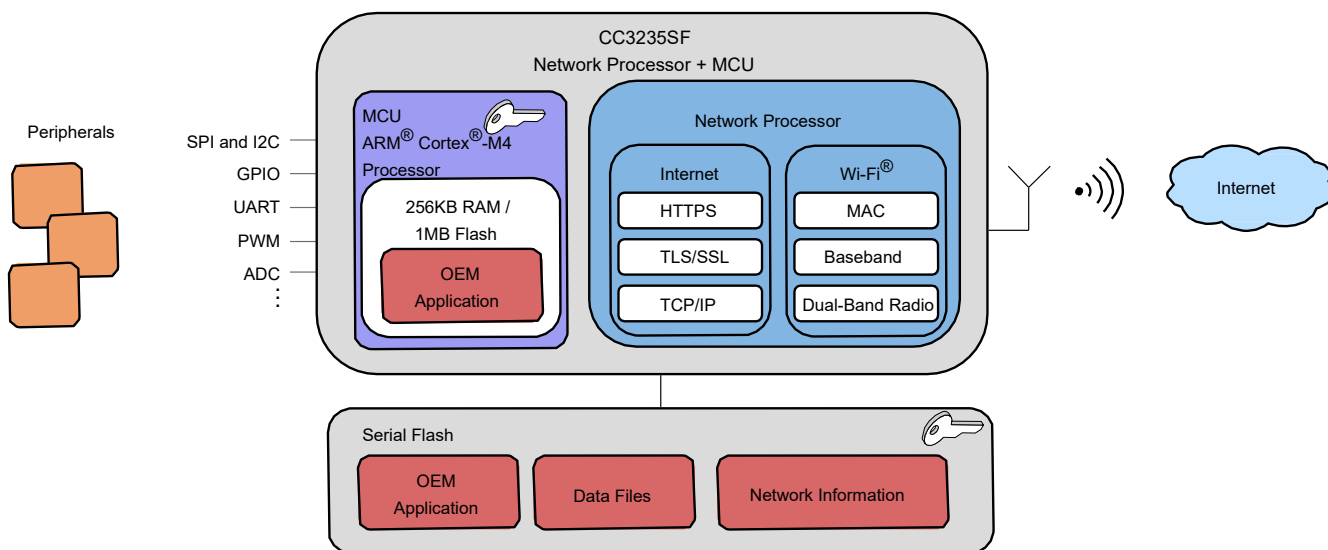 CC3235SF
Network Processor + MCU
Peripherals
SPI and I2C
GPIO
UART
PWM
ADC
⋮
MCU
ARM® Cortex®-M4
Processor
256KB RAM /
1MB Flash
OEM
Application
Network Processor
Internet
HTTPS
TLS/SSL
TCP/IP
Wi-Fi®
MAC
Baseband
Dual-Band Radio
Internet
Serial Flash
OEM
Application
Data Files
Network Information